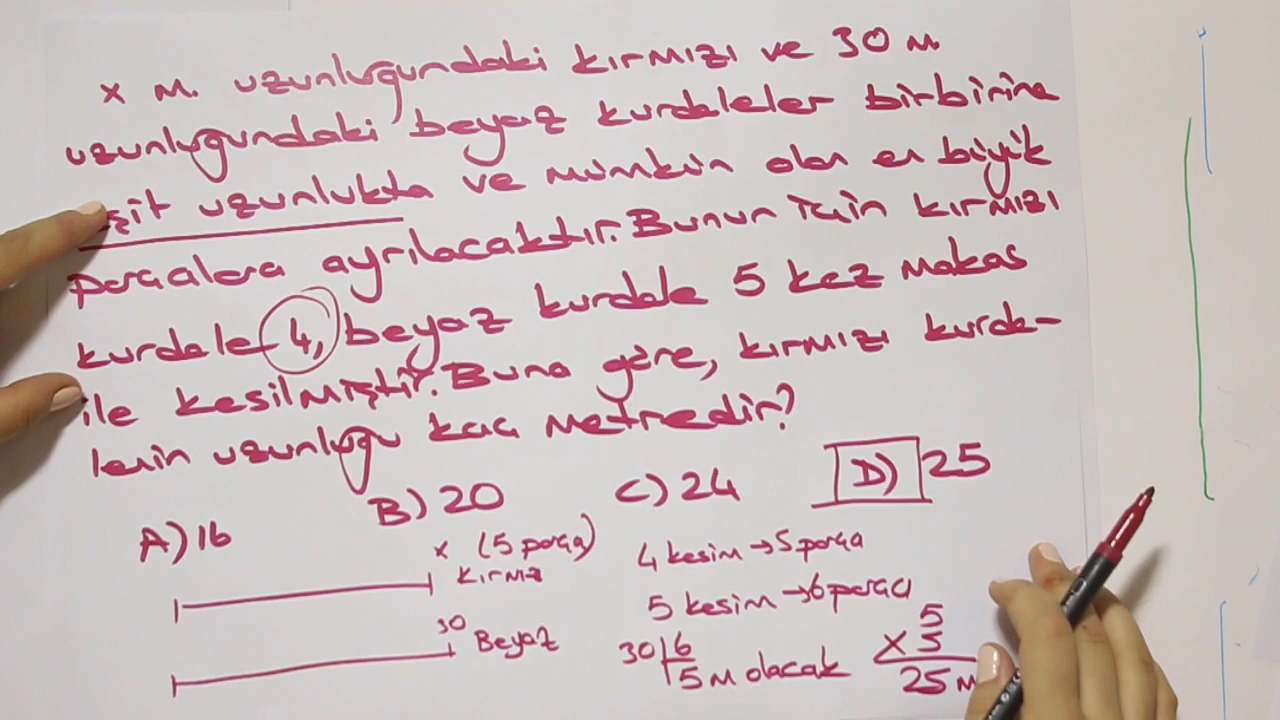 x m. uzunluğundaki kırmızı ve 30 m
uzunluğundaki beyaz kurdeleler birbirine
eşit uzunlukta ve mümkün olan en büyük
parçalara ayrılacaktır. Bunun için kırmızı
kurdele 4, beyaz kurdele 5 kez makas
ile kesilmiştir. Buna göre, kırmızı kurde-
lenin uzunluğu kaç metredir?
A) 16 B) 20 C) 24 D) 25
x (5 parça)
kırmızı
30 Beyaz
4 kesim → 5 parça
5 kesim → 6 parça
30 | 6
5 m olacak
5
x 5
25 m